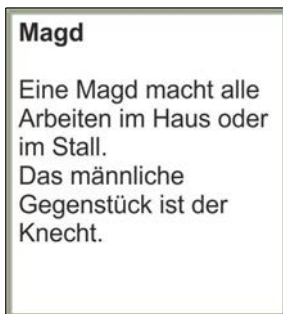 Magd
Eine Magd macht alle
Arbeiten im Haus oder
im Stall.
Das männliche
Gegenstück ist der
Knecht.